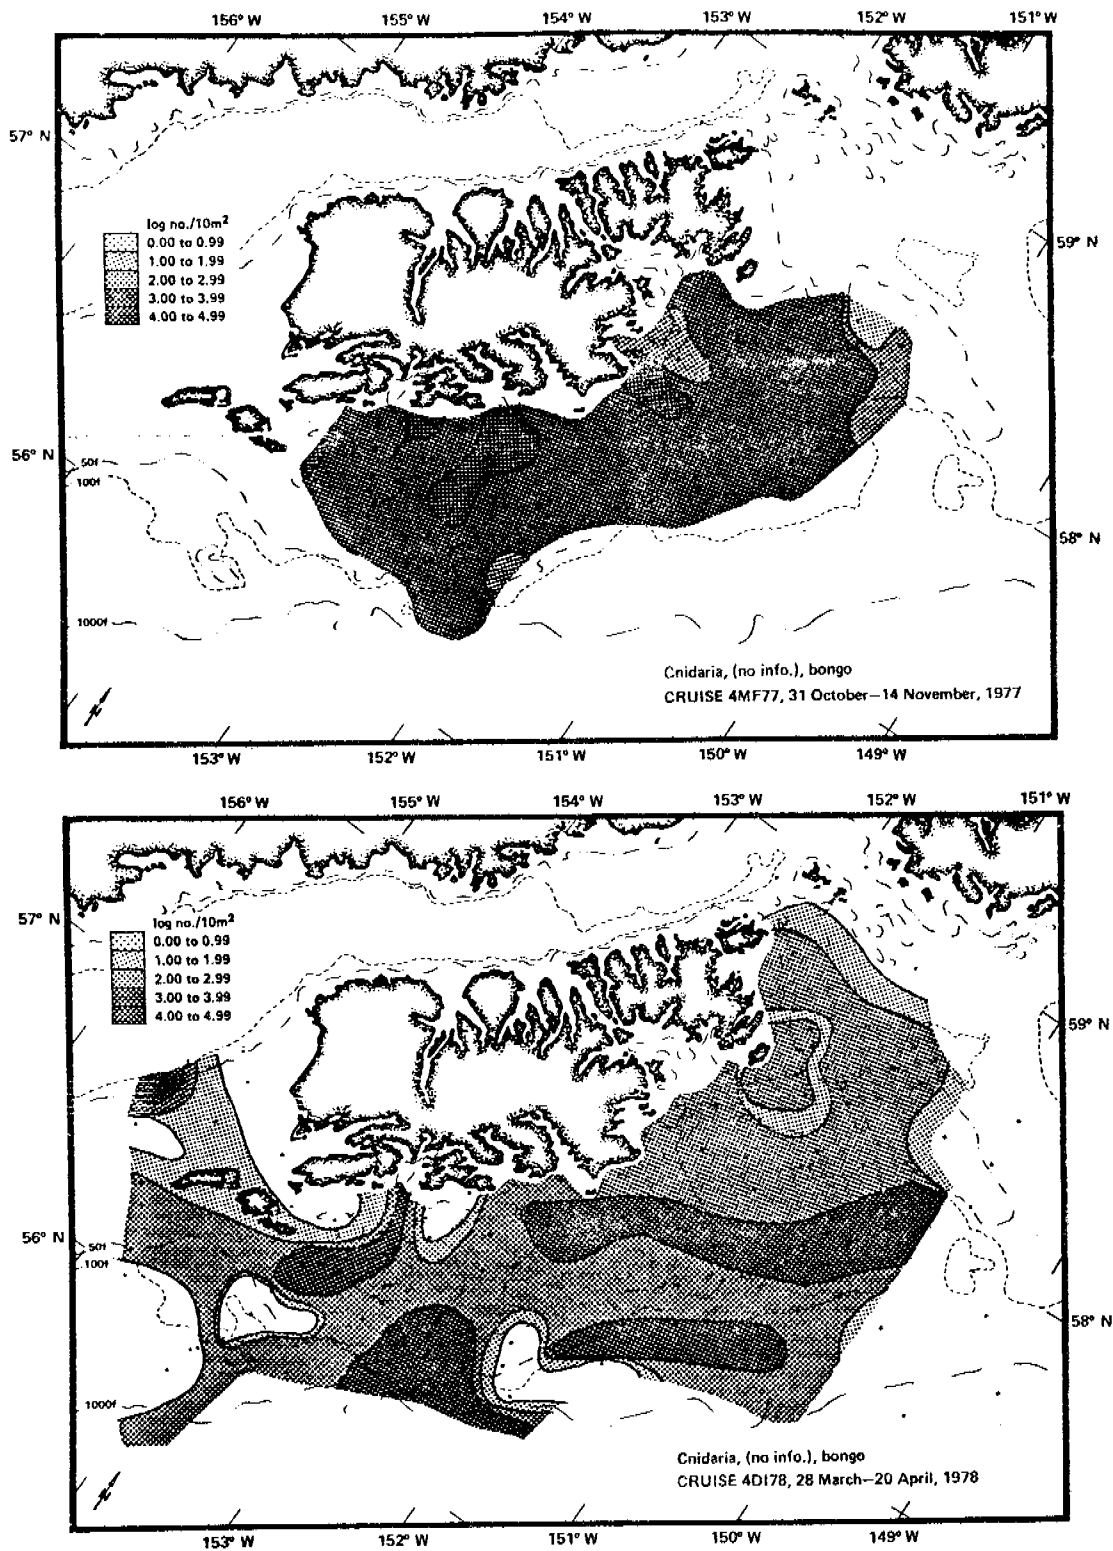 156° W 155° W 154° W 153° W 152° W 151° W
57° N
log no./10m²
0.00 to 0.99
1.00 to 1.99
2.00 to 2.99
3.00 to 3.99
4.00 to 4.99
59° N
56° N
50f
100f
58° N
1000f
Cnidaria, (no info.), bongo
CRUISE 4MF77, 31 October—14 November, 1977
N
153° W 152° W 151° W 150° W 149° W
156° W 155° W 154° W 153° W 152° W 151° W
57° N
log no./10m²
0.00 to 0.99
1.00 to 1.99
2.00 to 2.99
3.00 to 3.99
4.00 to 4.99
59° N
56° N
50f
100f
58° N
1000f
Cnidaria, (no info.), bongo
CRUISE 4DI78, 28 March—20 April, 1978
N
153° W 152° W 151° W 150° W 149° W